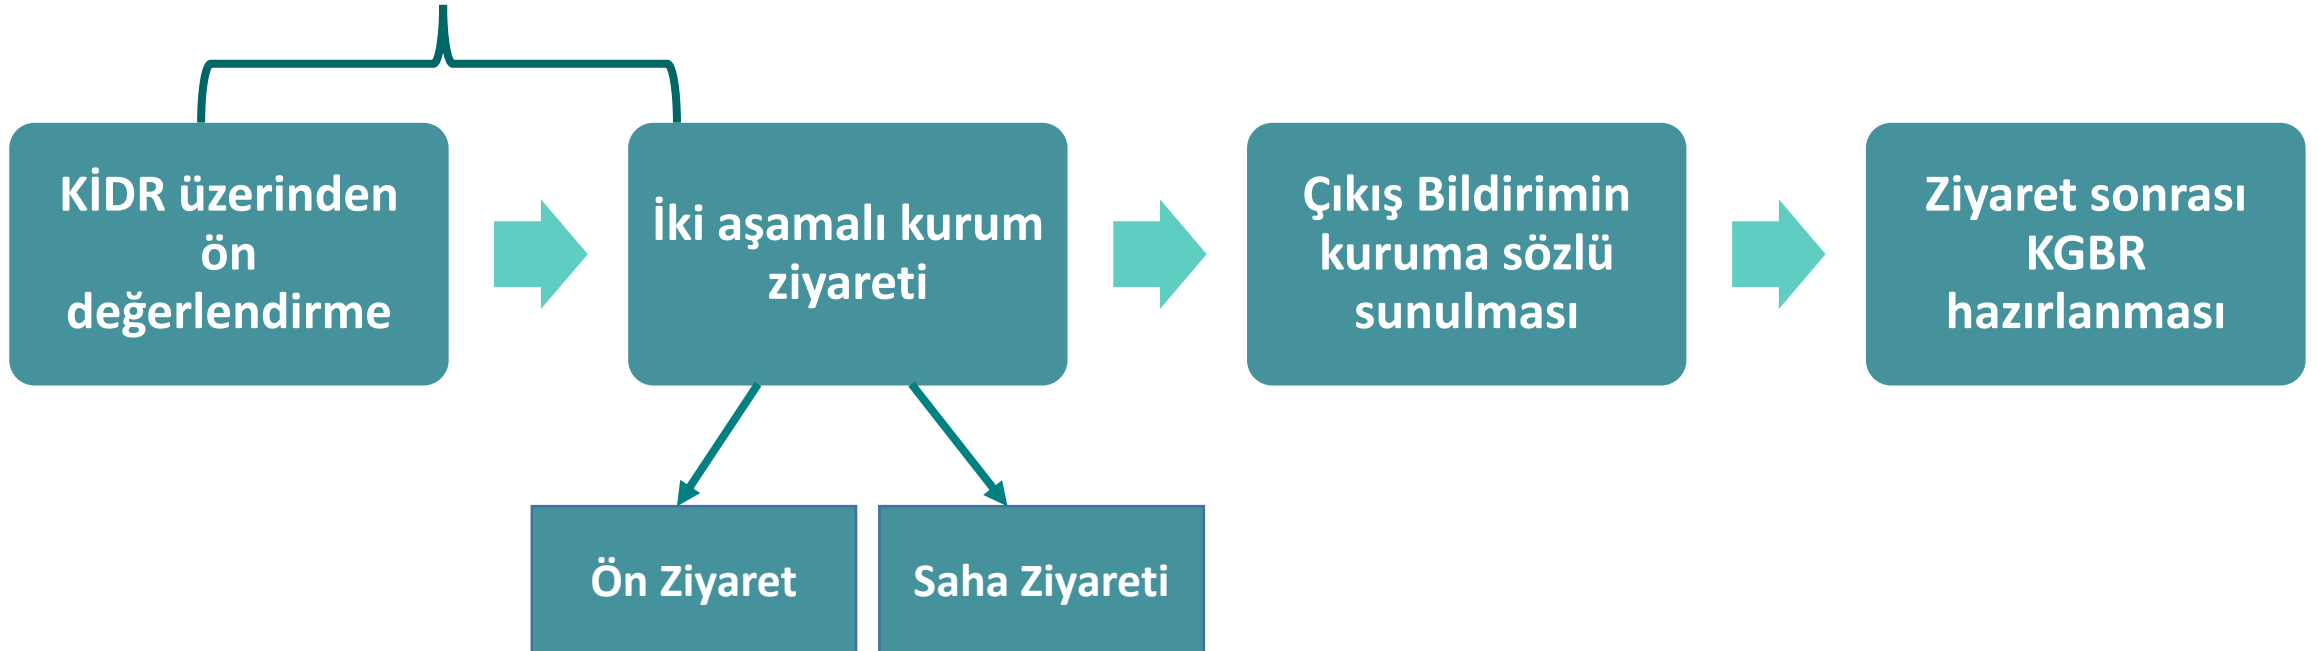 KİDR üzerinden
ön
değerlendirme
İki aşamalı kurum
ziyareti
Çıkış Bildirimin
kuruma sözlü
sunulması
Ziyaret sonrası
KGBR
hazırlanması
Ön Ziyaret
Saha Ziyareti